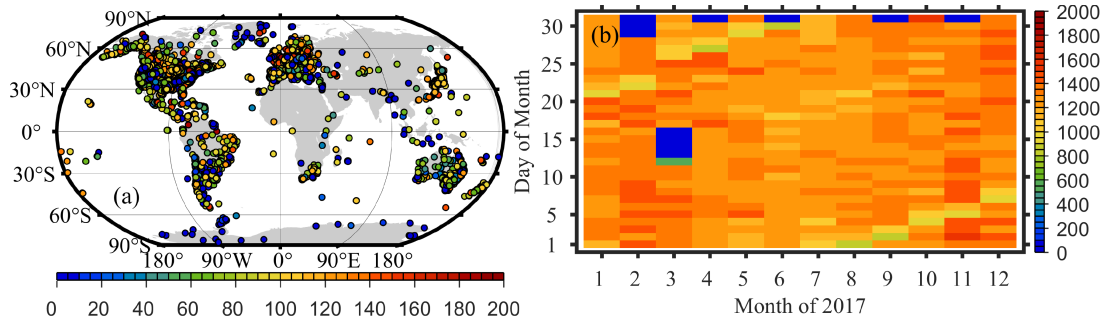 90°N
60°N
30°N
0°
30°S
60°S
90°S
(a)
180° 90°W 0° 90°E 180°
0 20 40 60 80 100 120 140 160 180 200
(b)
Day of Month
30
25
20
15
10
5
1
1 2 3 4 5 6 7 8 9 10 11 12
Month of 2017
2000
1800
1600
1400
1200
1000
800
600
400
200
0